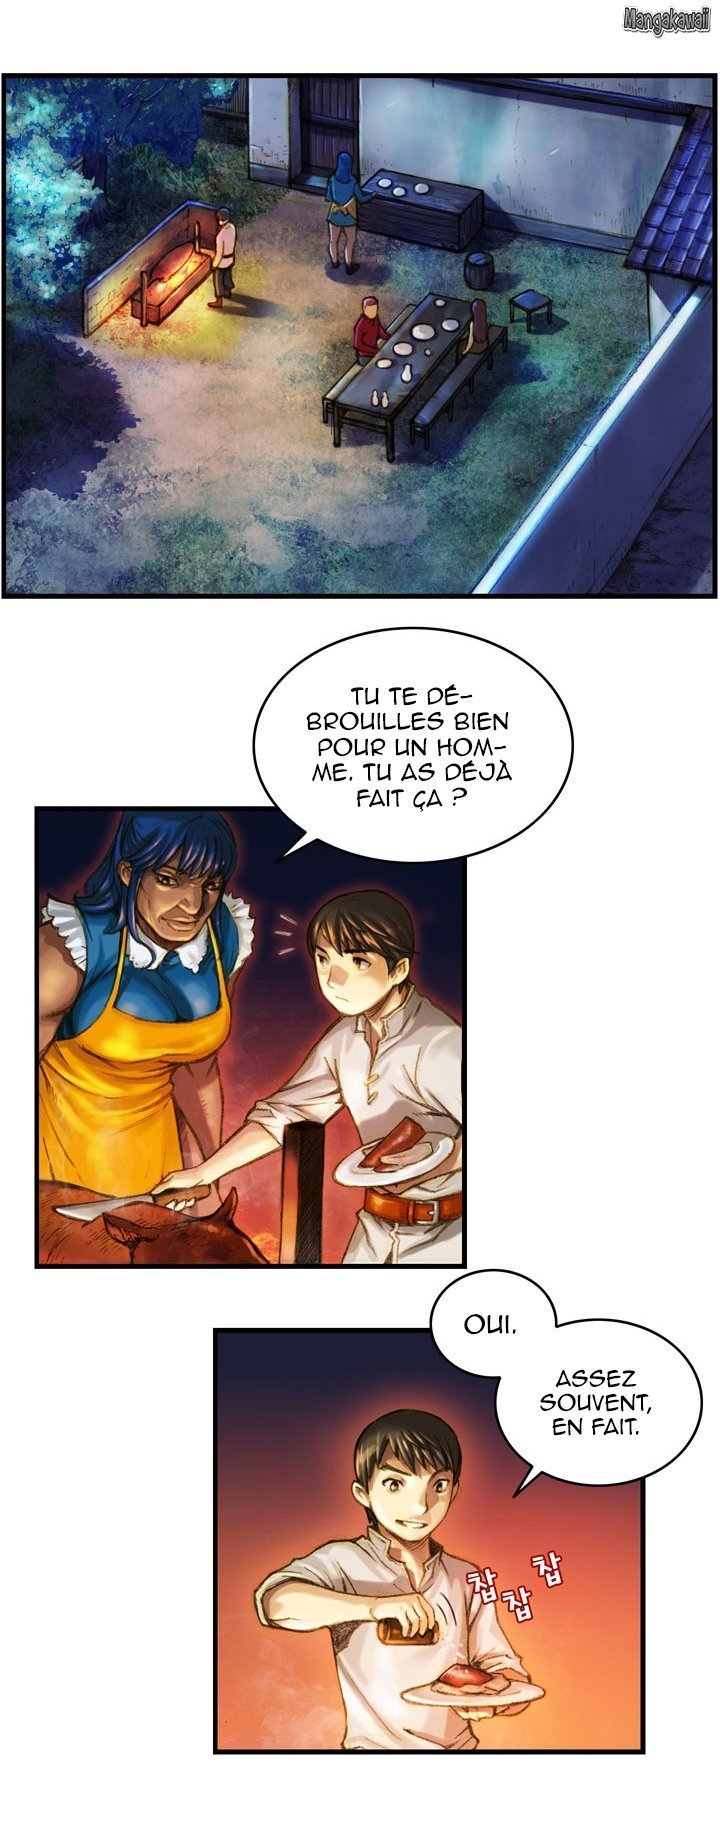 Mangakawaii
TU TE DÉ-
BROUILLES BIEN
POUR UN HOM-
ME. TU AS DÉJÀ
FAIT ÇA ?
OUI.
ASSEZ
SOUVENT,
EN FAIT.
찹
찹
찹